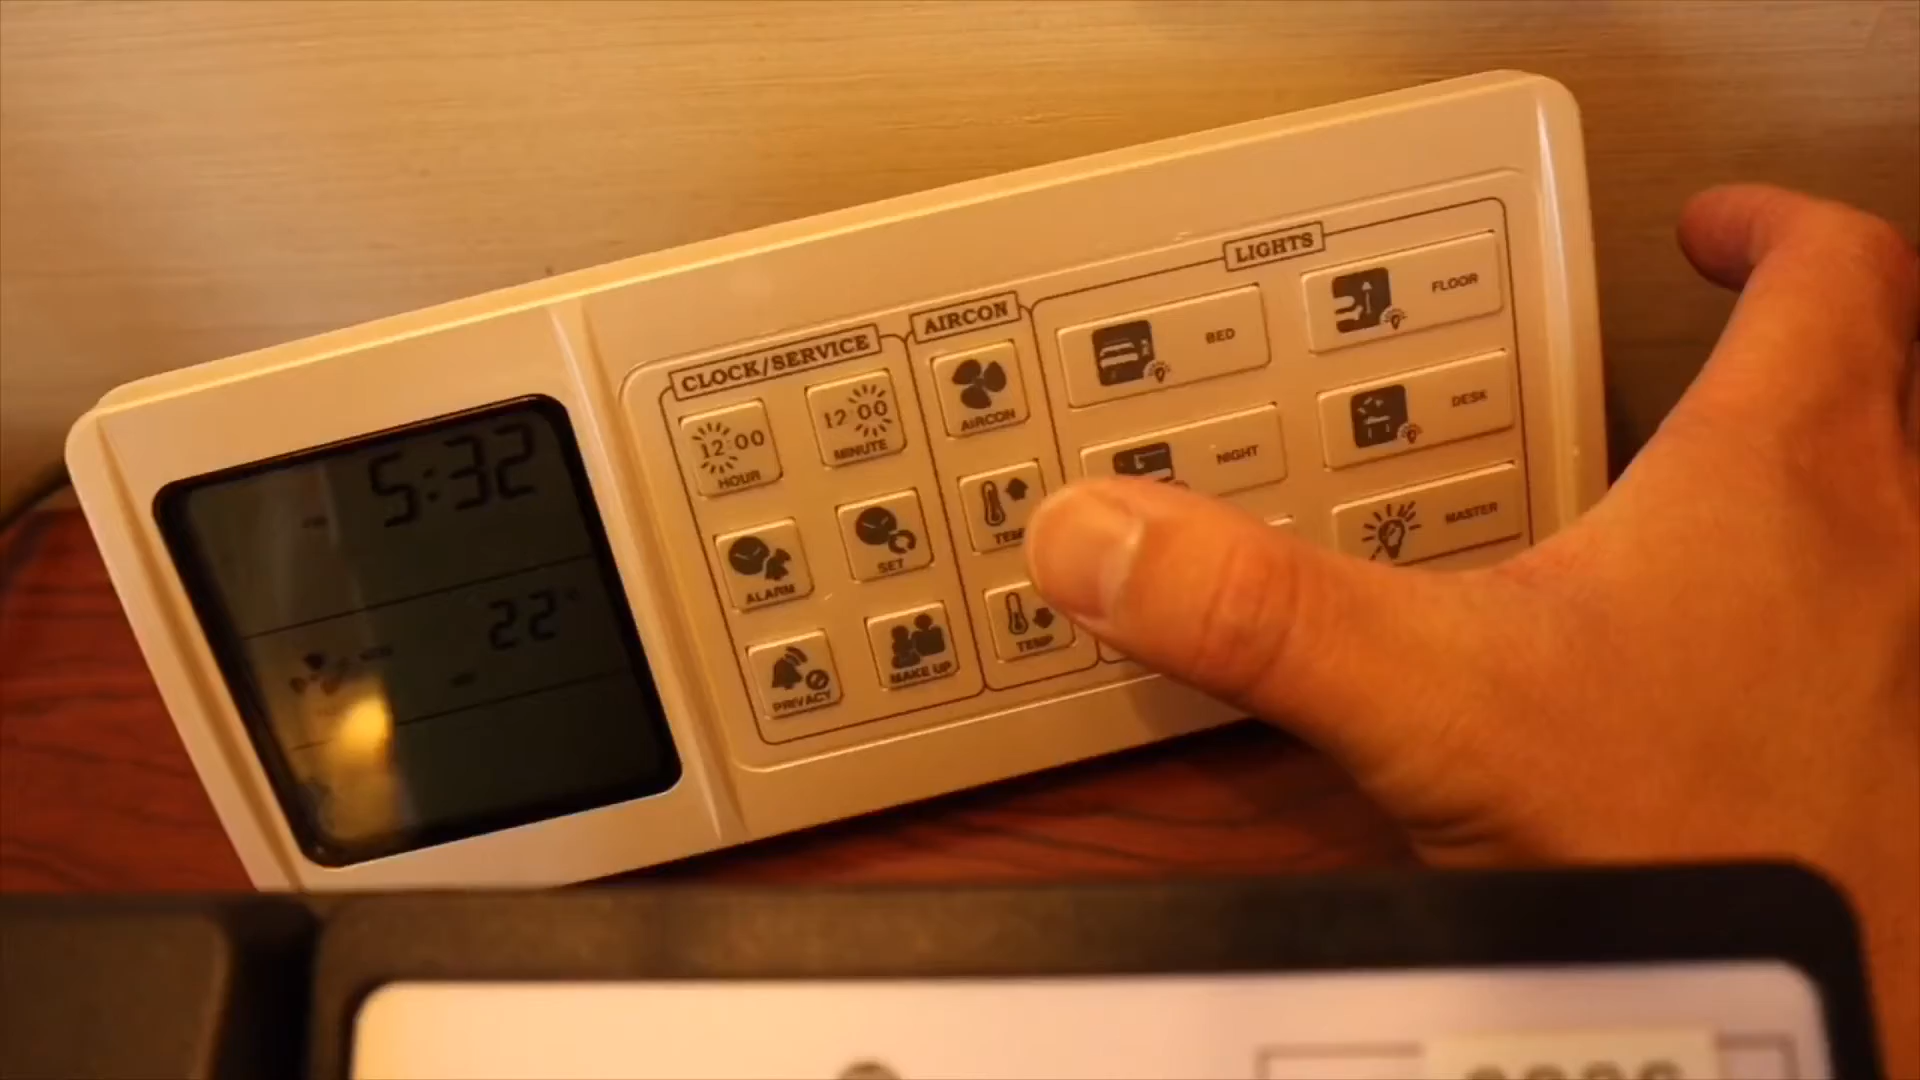 5:32
22°
CLOCK/SERVICE
12:00
HOUR
12:00
MINUTE
ALARM
SET
PRIVACY
MAKE UP
AIRCON
AIRCON
TEMP
LIGHTS
BED
FLOOR
NIGHT
DESK
MASTER